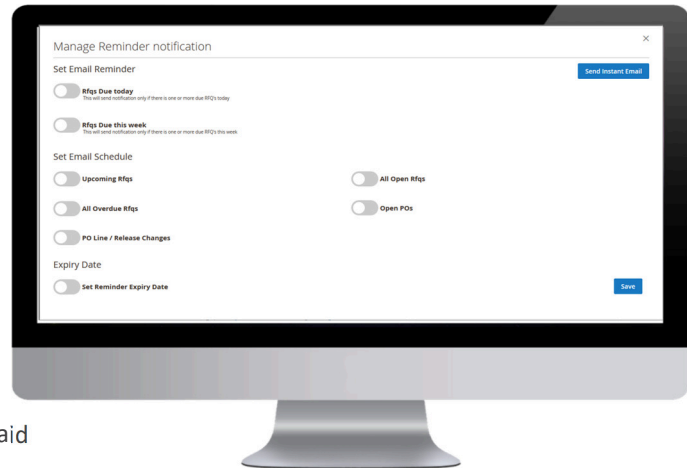 Manage Reminder notification
×
Set Email Reminder
Send Instant Email
Rfqs Due today
This will send notification only if there is one or more due RFQ's today
Rfqs Due this week
This will send notification only if there is one or more due RFQ's this week
Set Email Schedule
Upcoming Rfqs
All Open Rfqs
All Overdue Rfqs
Open POs
PO Line / Release Changes
Expiry Date
Set Reminder Expiry Date
Save
aid